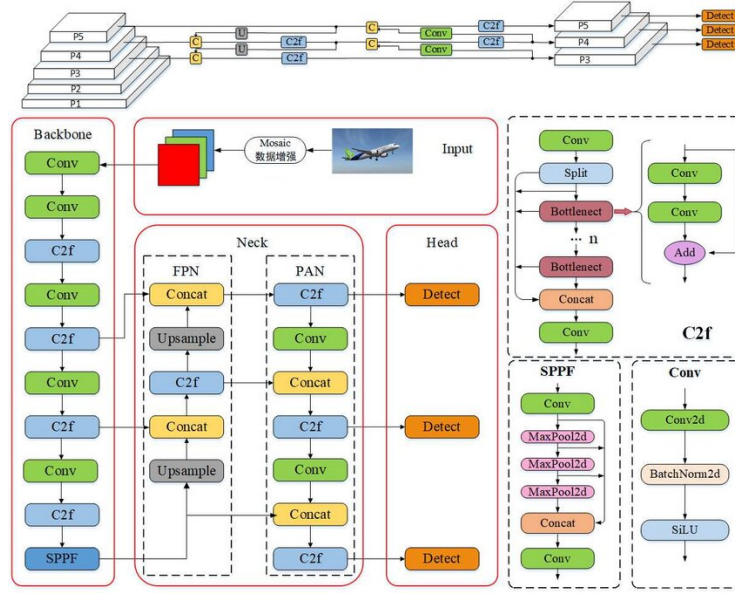 P5
P4
P3
P2
P1
C
C
U
U
C2f
C2f
C
C
Conv
Conv
C2f
C2f
P5
P4
P3
Detect
Detect
Detect
Backbone
Conv
Conv
C2f
Conv
C2f
Conv
C2f
Conv
C2f
SPPF
Mosaic
数据增强
Input
Neck
FPN
Concat
Upsample
C2f
Concat
Upsample
PAN
C2f
Conv
Concat
C2f
Conv
Concat
C2f
Head
Detect
Detect
Detect
Conv
Split
Bottlenect
... n
Bottlenect
Concat
Conv
Conv
Conv
Add
C2f
SPPF
Conv
MaxPool2d
MaxPool2d
MaxPool2d
Concat
Conv
Conv
Conv2d
BatchNorm2d
SiLU